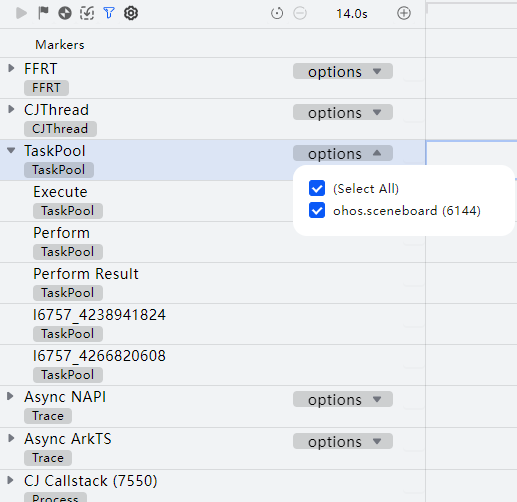 14.0s
Markers
FFRT options
FFRT
CJThread options
CJThread
TaskPool options
TaskPool
(Select All)
Execute
ohos.sceneboard (6144)
TaskPool
Perform
TaskPool
Perform Result
TaskPool
I6757_4238941824
TaskPool
I6757_4266820608
TaskPool
Async NAPI options
Trace
Async ArkTS options
Trace
CJ Callstack (7550)
Process